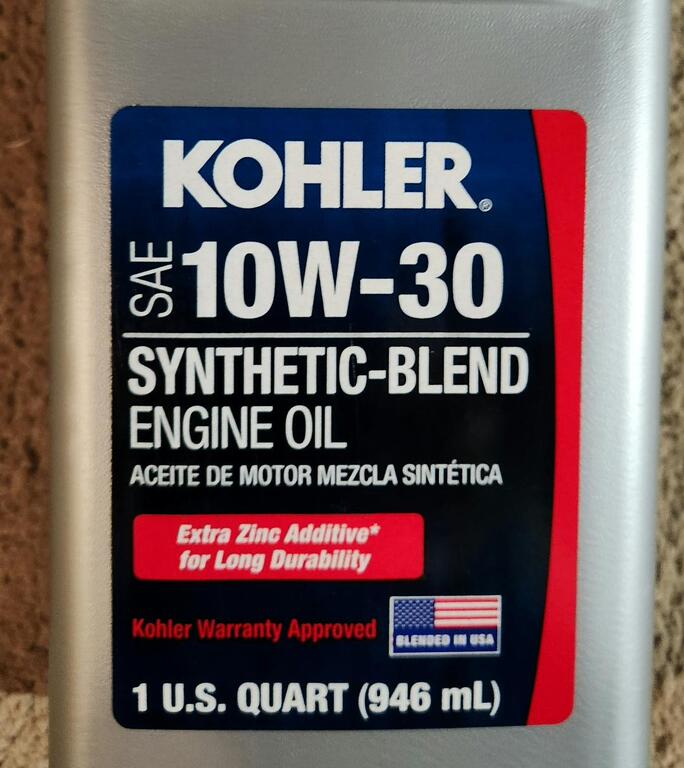 KOHLER®
SAE 10W-30
SYNTHETIC-BLEND
ENGINE OIL
ACEITE DE MOTOR MEZCLA SINTÉTICA
Extra Zinc Additive*
for Long Durability
Kohler Warranty Approved
BLENDED IN USA
1 U.S. QUART (946 mL)